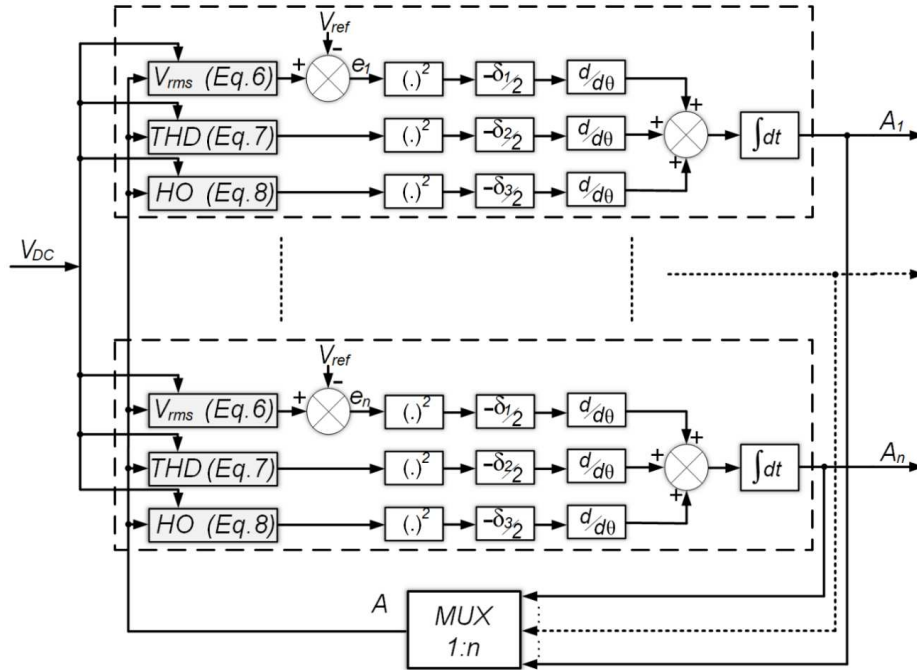 V_ref
V_rms (Eq.6) + - e_1 (.)² -δ_1/2 d/dθ +
THD (Eq.7) (.)² -δ_2/2 d/dθ + ∫dt A_1
HO (Eq.8) (.)² -δ_3/2 d/dθ +
V_DC
V_ref
V_rms (Eq.6) + - e_n (.)² -δ_1/2 d/dθ +
THD (Eq.7) (.)² -δ_2/2 d/dθ + ∫dt A_n
HO (Eq.8) (.)² -δ_3/2 d/dθ +
A MUX
1:n